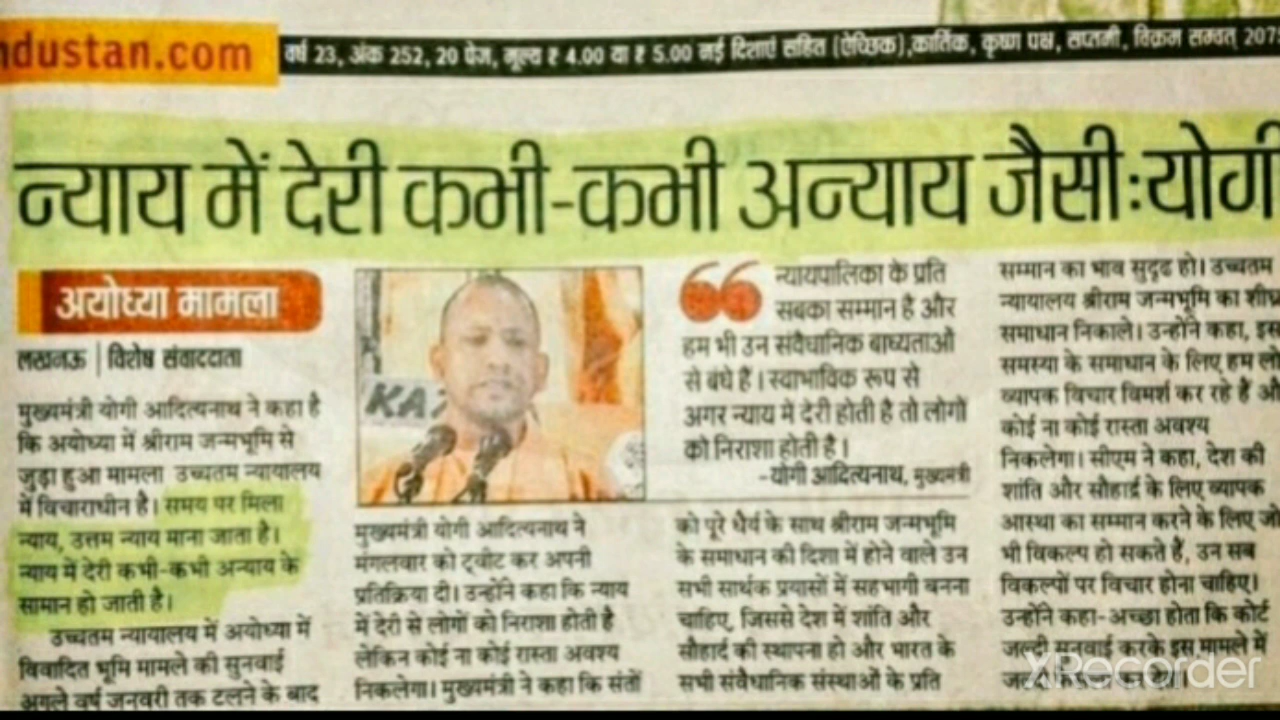 ndustan.com
वर्ष 23, अंक 252, 20 पेज, मूल्य ₹ 4.00 या ₹ 5.00 नई दिशाएं सहित (ऐच्छिक),कार्तिक, कृष्ण पक्ष, सप्तमी, विक्रम सम्वत् 207
न्याय में देरी कभी-कभी अन्याय जैसी:योगी
अयोध्या मामला
लखनऊ | विशेष संवाददाता
मुख्यमंत्री योगी आदित्यनाथ ने कहा है
कि अयोध्या में श्रीराम जन्मभूमि से
जुड़ा हुआ मामला उच्चतम न्यायालय
में विचाराधीन है। समय पर मिला
न्याय, उत्तम न्याय माना जाता है।
न्याय में देरी कभी-कभी अन्याय के
सामान हो जाती है।
उच्चतम न्यायालय में अयोध्या में
विवादित भूमि मामले की सुनवाई
अगले वर्ष जनवरी तक टलने के बाद
KA
मुख्यमंत्री योगी आदित्यनाथ ने
मंगलवार को ट्वीट कर अपनी
प्रतिक्रिया दी। उन्होंने कहा कि न्याय
में देरी से लोगों को निराशा होती है
लेकिन कोई ना कोई रास्ता अवश्य
निकलेगा। मुख्यमंत्री ने कहा कि संतों
न्यायपालिका के प्रति
सबका सम्मान है और
हम भी उन संवैधानिक बाध्यताओं
से बंधे हैं। स्वाभाविक रूप से
अगर न्याय में देरी होती है तो लोगों
को निराशा होती है।
-योगी आदित्यनाथ, मुख्यमंत्री
को पूरे धैर्य के साथ श्रीराम जन्मभूमि
के समाधान की दिशा में होने वाले उन
सभी सार्थक प्रयासों में सहभागी बनना
चाहिए, जिससे देश में शांति और
सौहार्द की स्थापना हो और भारत के
सभी संवैधानिक संस्थाओं के प्रति
सम्मान का भाव सुदृढ हो। उच्चतम
न्यायालय श्रीराम जन्मभूमि का शीघ्र
समाधान निकाले। उन्होंने कहा, इस
समस्या के समाधान के लिए हम लो
व्यापक विचार विमर्श कर रहे हैं औ
कोई ना कोई रास्ता अवश्य
निकलेगा। सीएम ने कहा, देश की
शांति और सौहार्द के लिए व्यापक
आस्था का सम्मान करने के लिए जो
भी विकल्प हो सकते हैं, उन सब
विकल्पों पर विचार होना चाहिए।
उन्होंने कहा-अच्छा होता कि कोर्ट
जल्दी सुनवाई करके इस मामले में
XRecorder